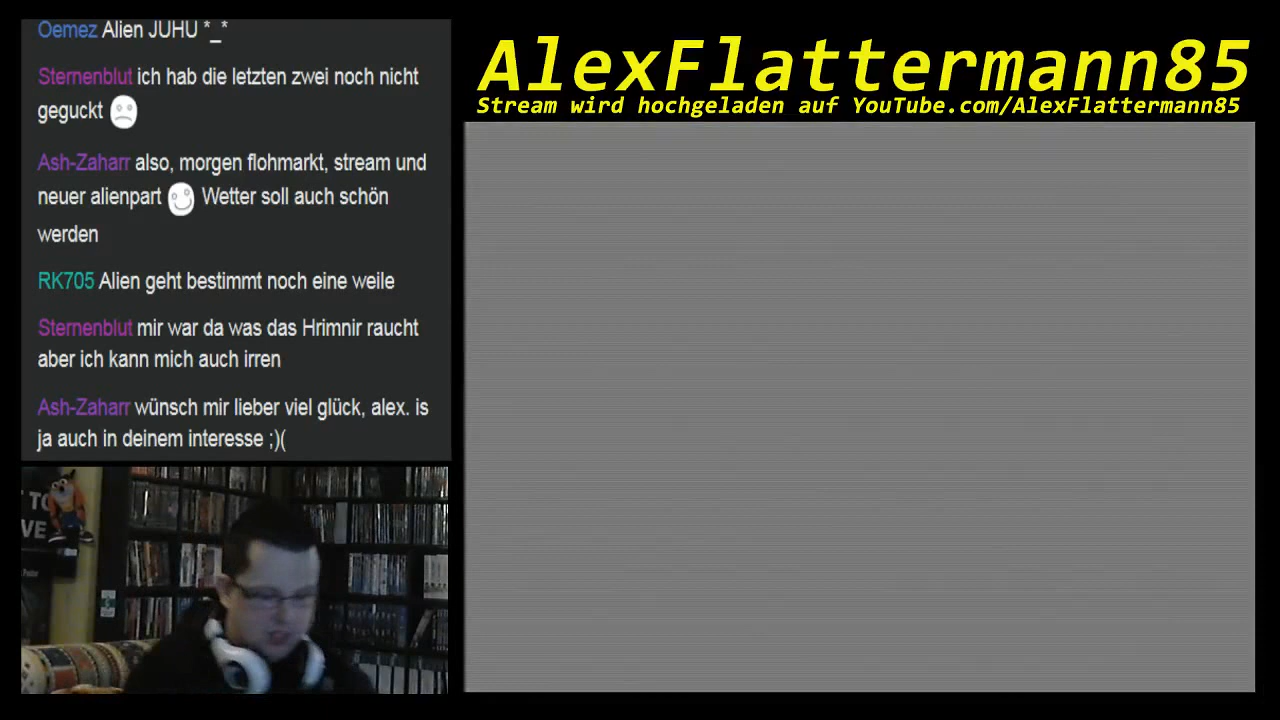 Oemez Alien JUHU *_*
Sternenblut ich hab die letzten zwei noch nicht
geguckt
Ash-Zaharr also, morgen flohmarkt, stream und
neuer alienpart Wetter soll auch schön
werden
RK705 Alien geht bestimmt noch eine weile
Sternenblut mir war da was das Hrimnir raucht
aber ich kann mich auch irren
Ash-Zaharr wünsch mir lieber viel glück, alex. is
ja auch in deinem interesse ;)(
AlexFlattermann85
Stream wird hochgeladen auf YouTube.com/AlexFlattermann85